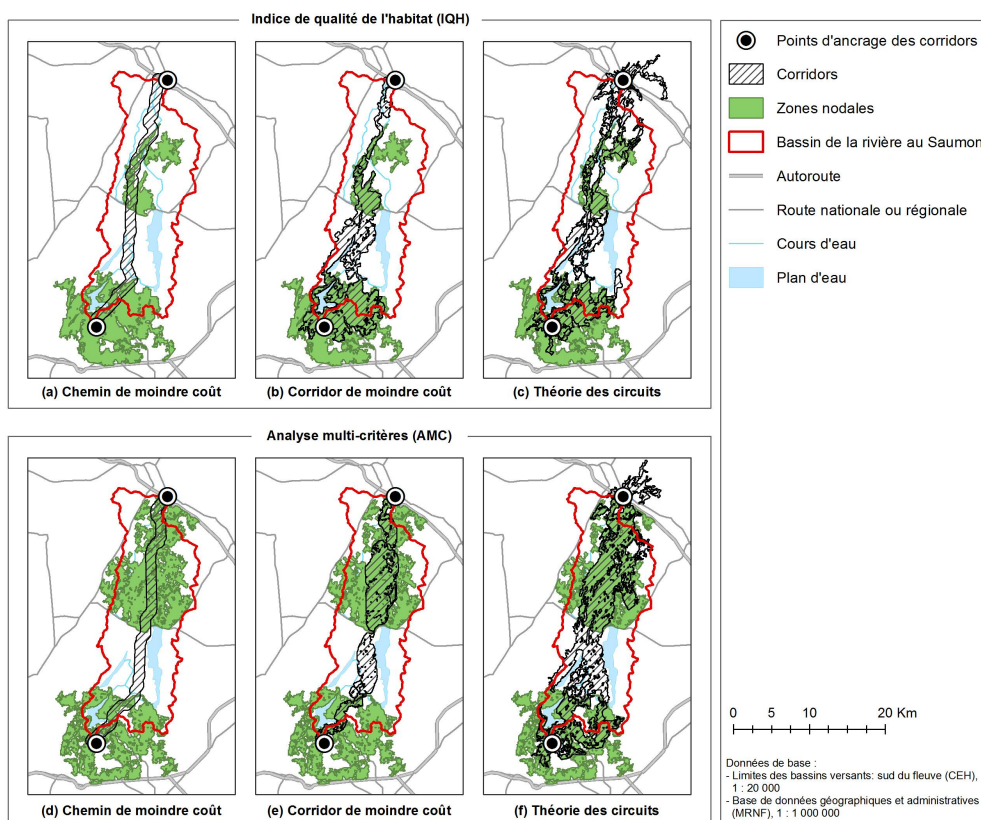 Indice de qualité de l'habitat (IQH)
(a) Chemin de moindre coût
(b) Corridor de moindre coût
(c) Théorie des circuits
Analyse multi-critères (AMC)
(d) Chemin de moindre coût
(e) Corridor de moindre coût
(f) Théorie des circuits
Points d'ancrage des corridors
Corridors
Zones nodales
Bassin de la rivière au Saumon
Autoroute
Route nationale ou régionale
Cours d'eau
Plan d'eau
0 5 10 20 Km
Données de base :
- Limites des bassins versants: sud du fleuve (CEH),
1 : 20 000
- Base de données géographiques et administratives
(MRNF), 1 : 1 000 000